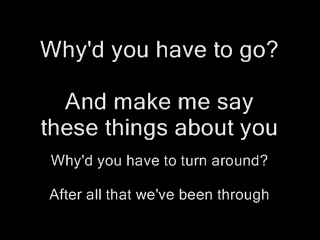 Why'd you have to go?
And make me say
these things about you
Why'd you have to turn around?
After all that we've been through